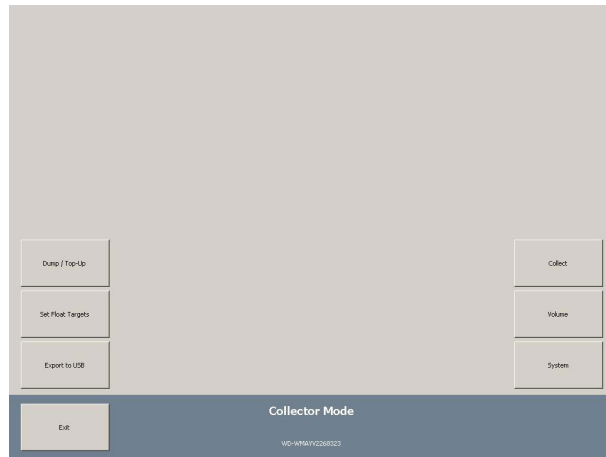 Dump / Top-Up
Collect
Set Float Targets
Volume
Export to USB
System
Collector Mode
Exit
WD-WMAYV2268323